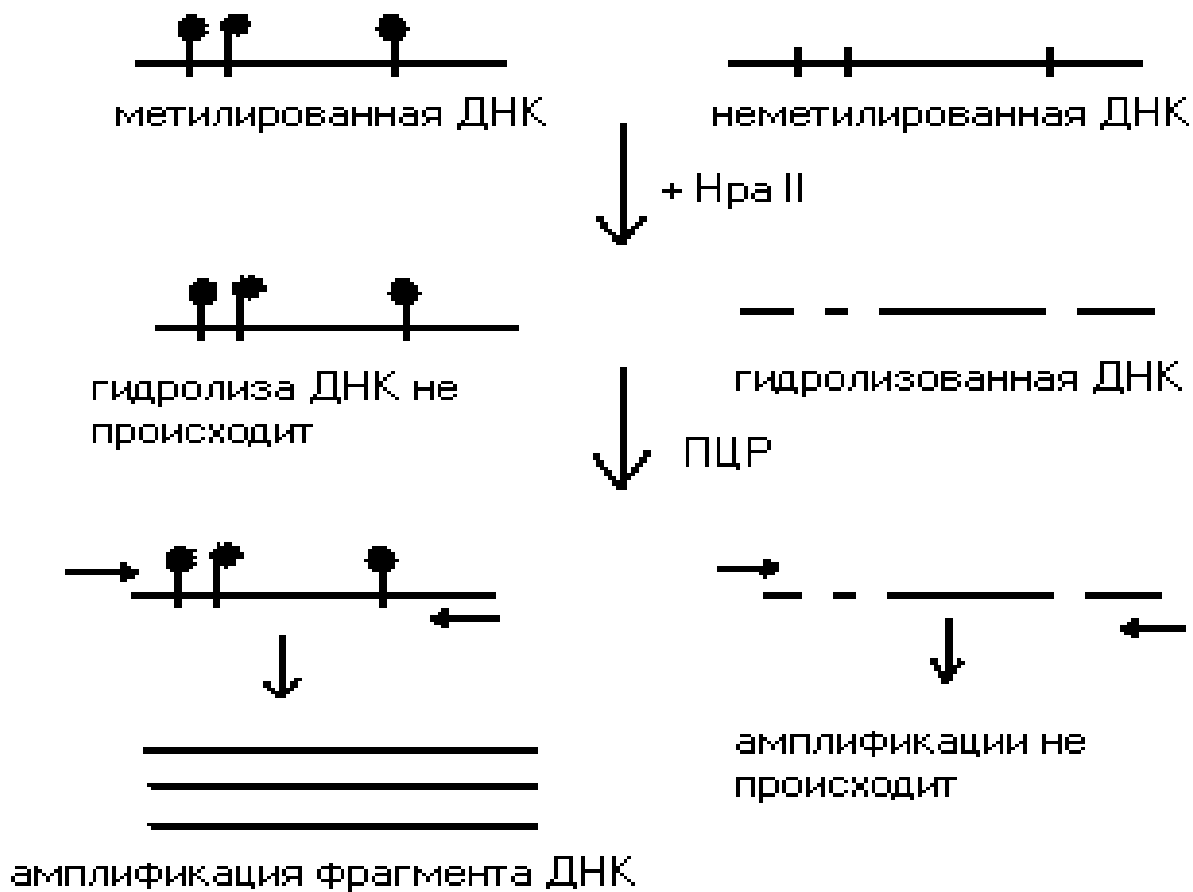 метилированная ДНК
неметилированная ДНК
+ Hpa II
гидролиза ДНК не
происходит
гидролизованная ДНК
ПЦР
амплификации не
происходит
амплификация фрагмента ДНК